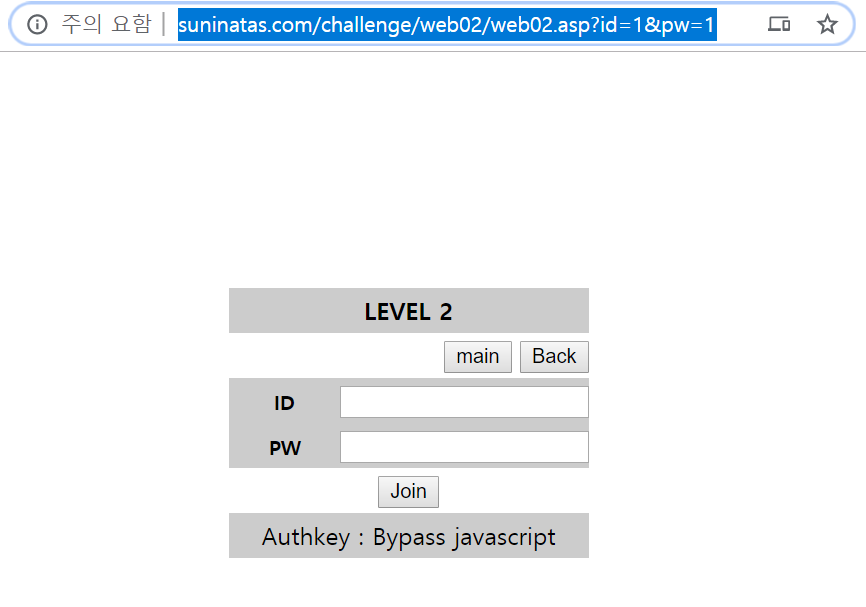 주의 요함 | suninatas.com/challenge/web02/web02.asp?id=1&pw=1
LEVEL 2
main Back
ID
PW
Join
Authkey : Bypass javascript